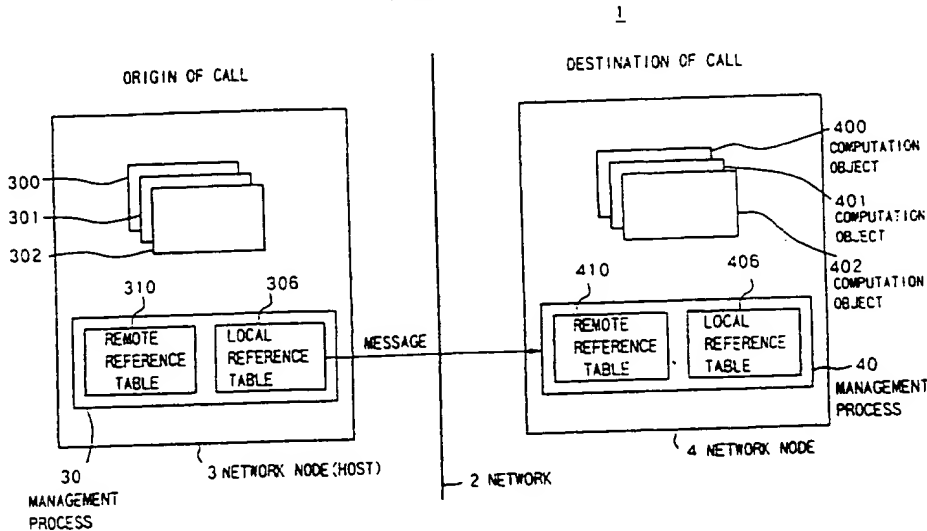 1
ORIGIN OF CALL
DESTINATION OF CALL
300
301
302
400
COMPUTATION
OBJECT
401
COMPUTATION
OBJECT
402 COMPUTATION
OBJECT
310
306
REMOTE
REFERENCE
TABLE
LOCAL
REFERENCE
TABLE
MESSAGE
410
406
REMOTE
REFERENCE
TABLE
LOCAL
REFERENCE
TABLE
40
MANAGEMENT
PROCESS
30
MANAGEMENT
PROCESS
3 NETWORK NODE(HOST)
2 NETWORK
4 NETWORK NODE